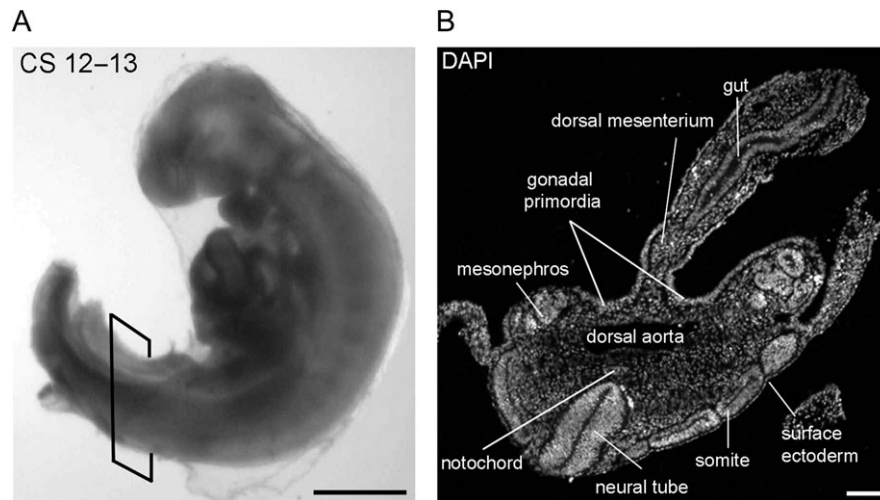 A
CS 12–13
B
DAPI
gut
dorsal mesenterium
gonadal
primordia
mesonephros
dorsal aorta
notochord
neural tube
somite
surface
ectoderm